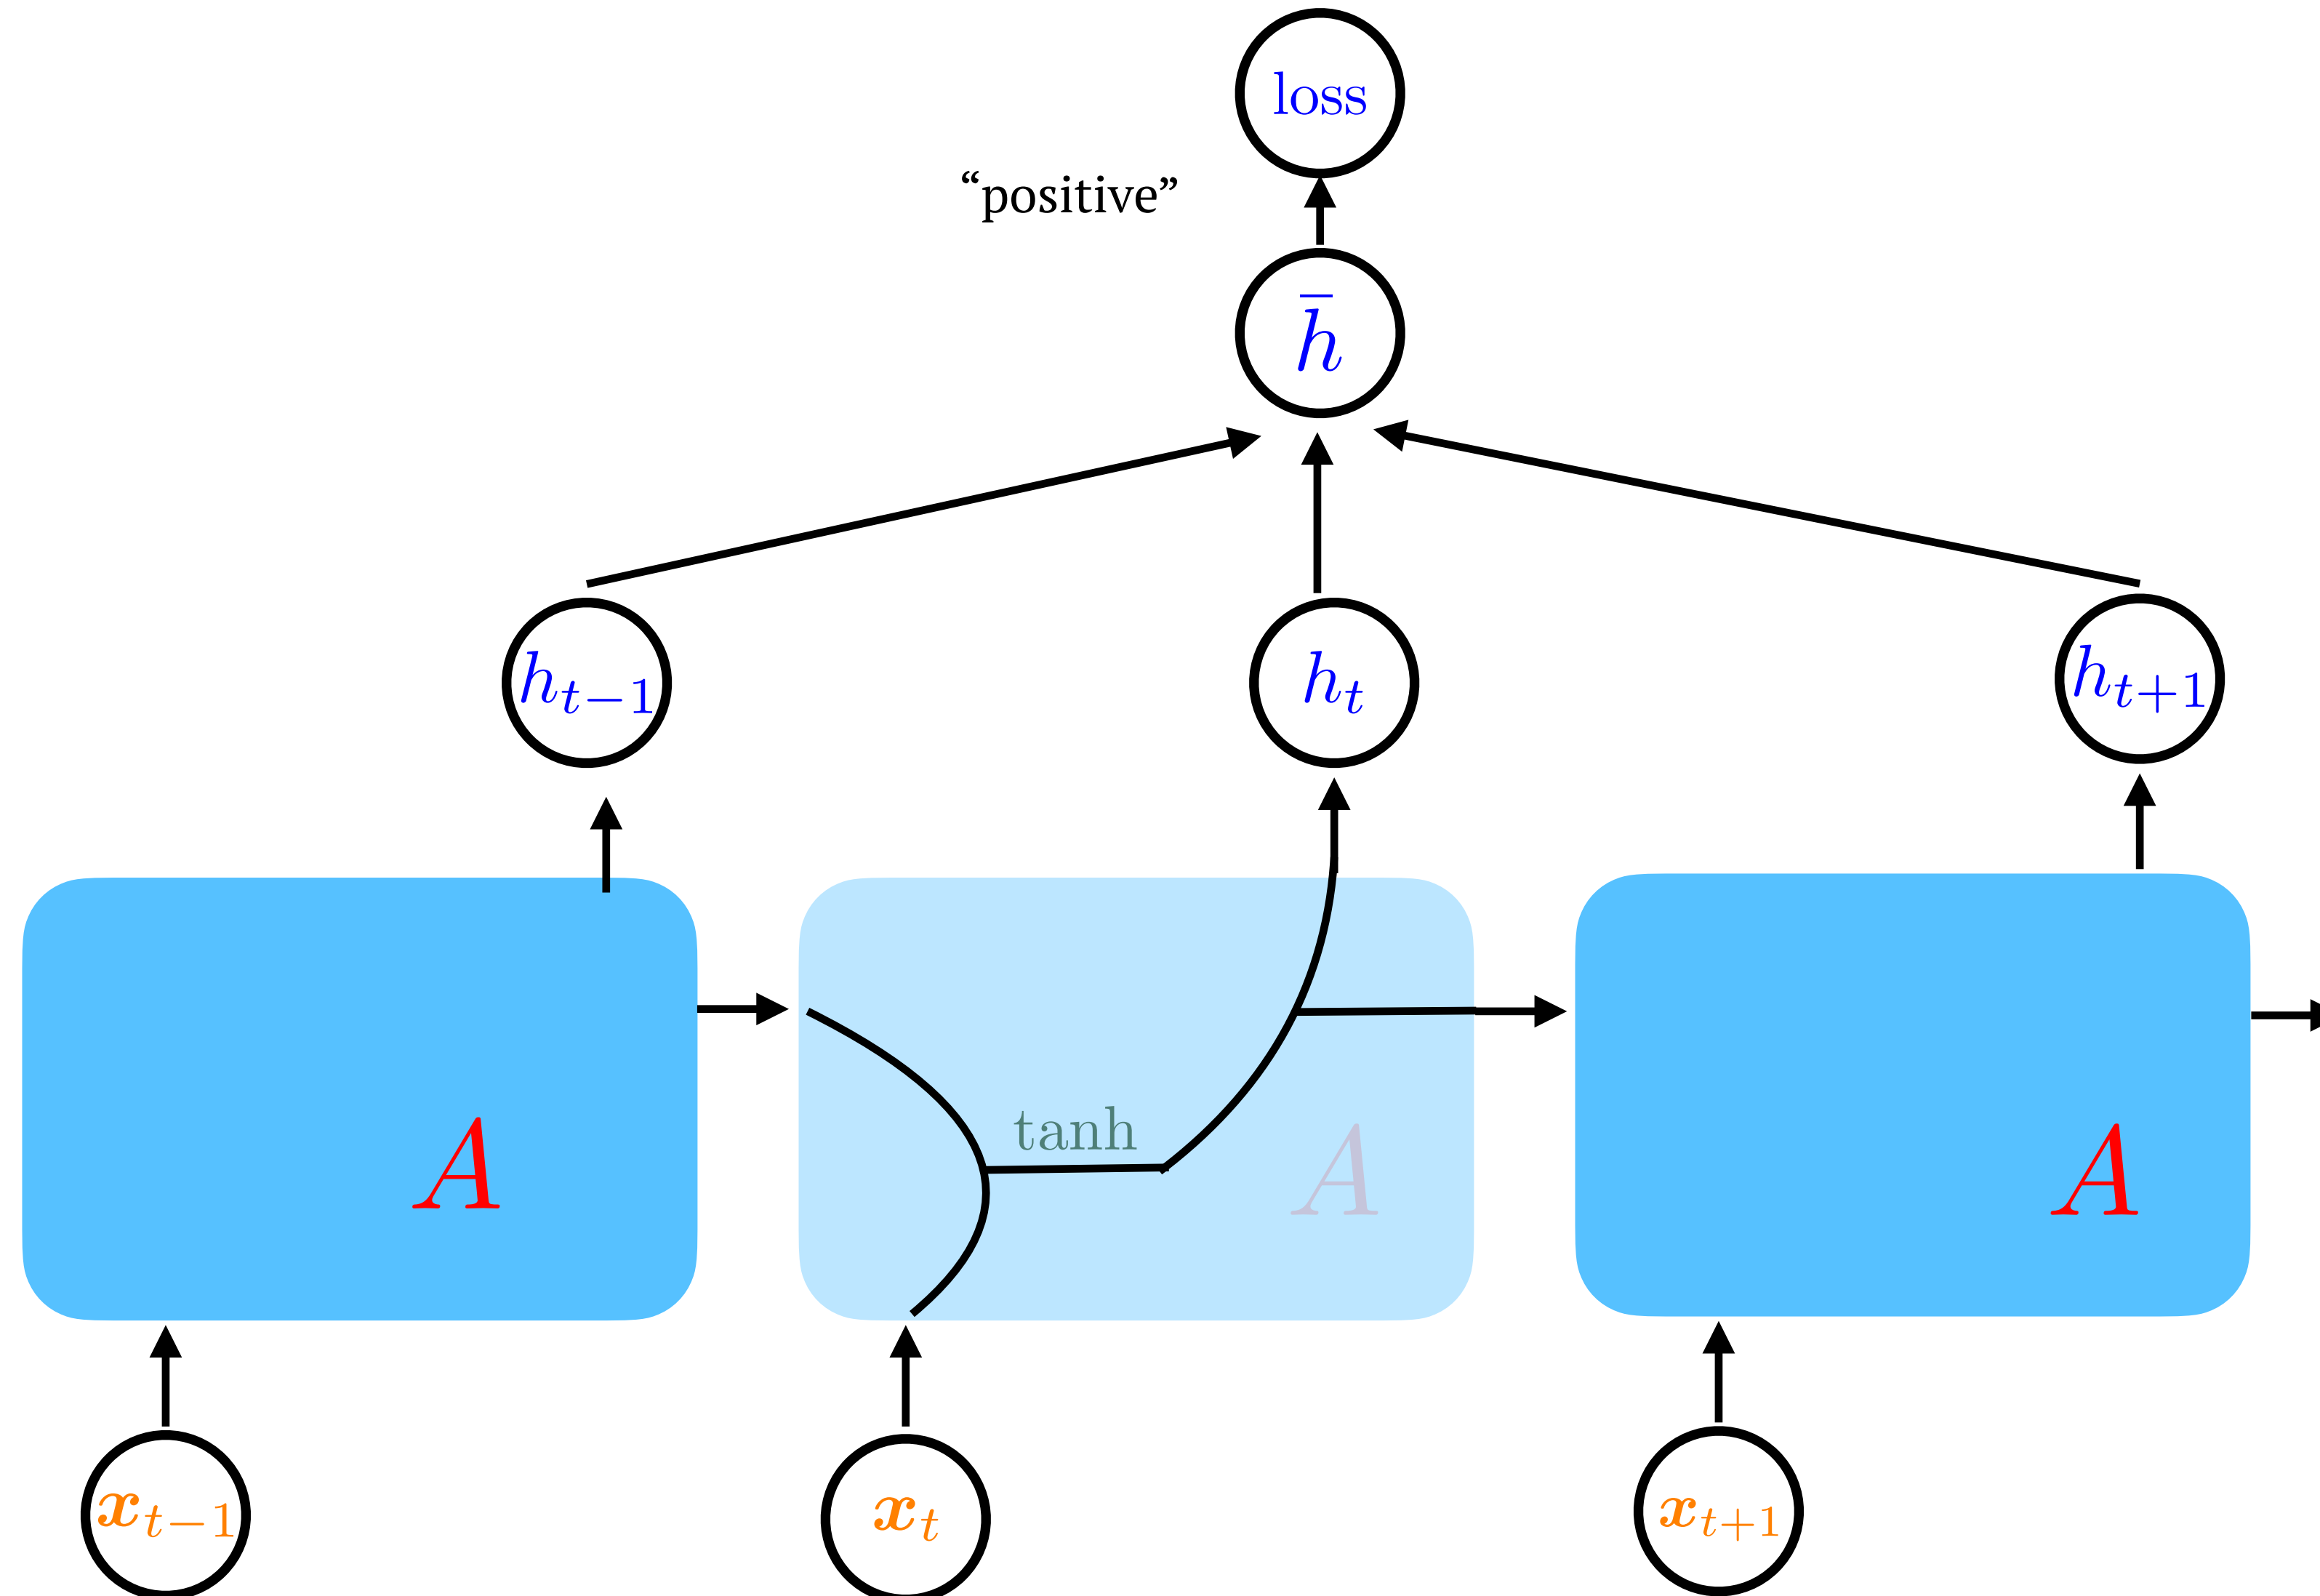 loss
“positive”
h̅
h_{t−1}
h_t
h_{t+1}
tanh
A
A
A
x_{t−1}
x_t
x_{t+1}